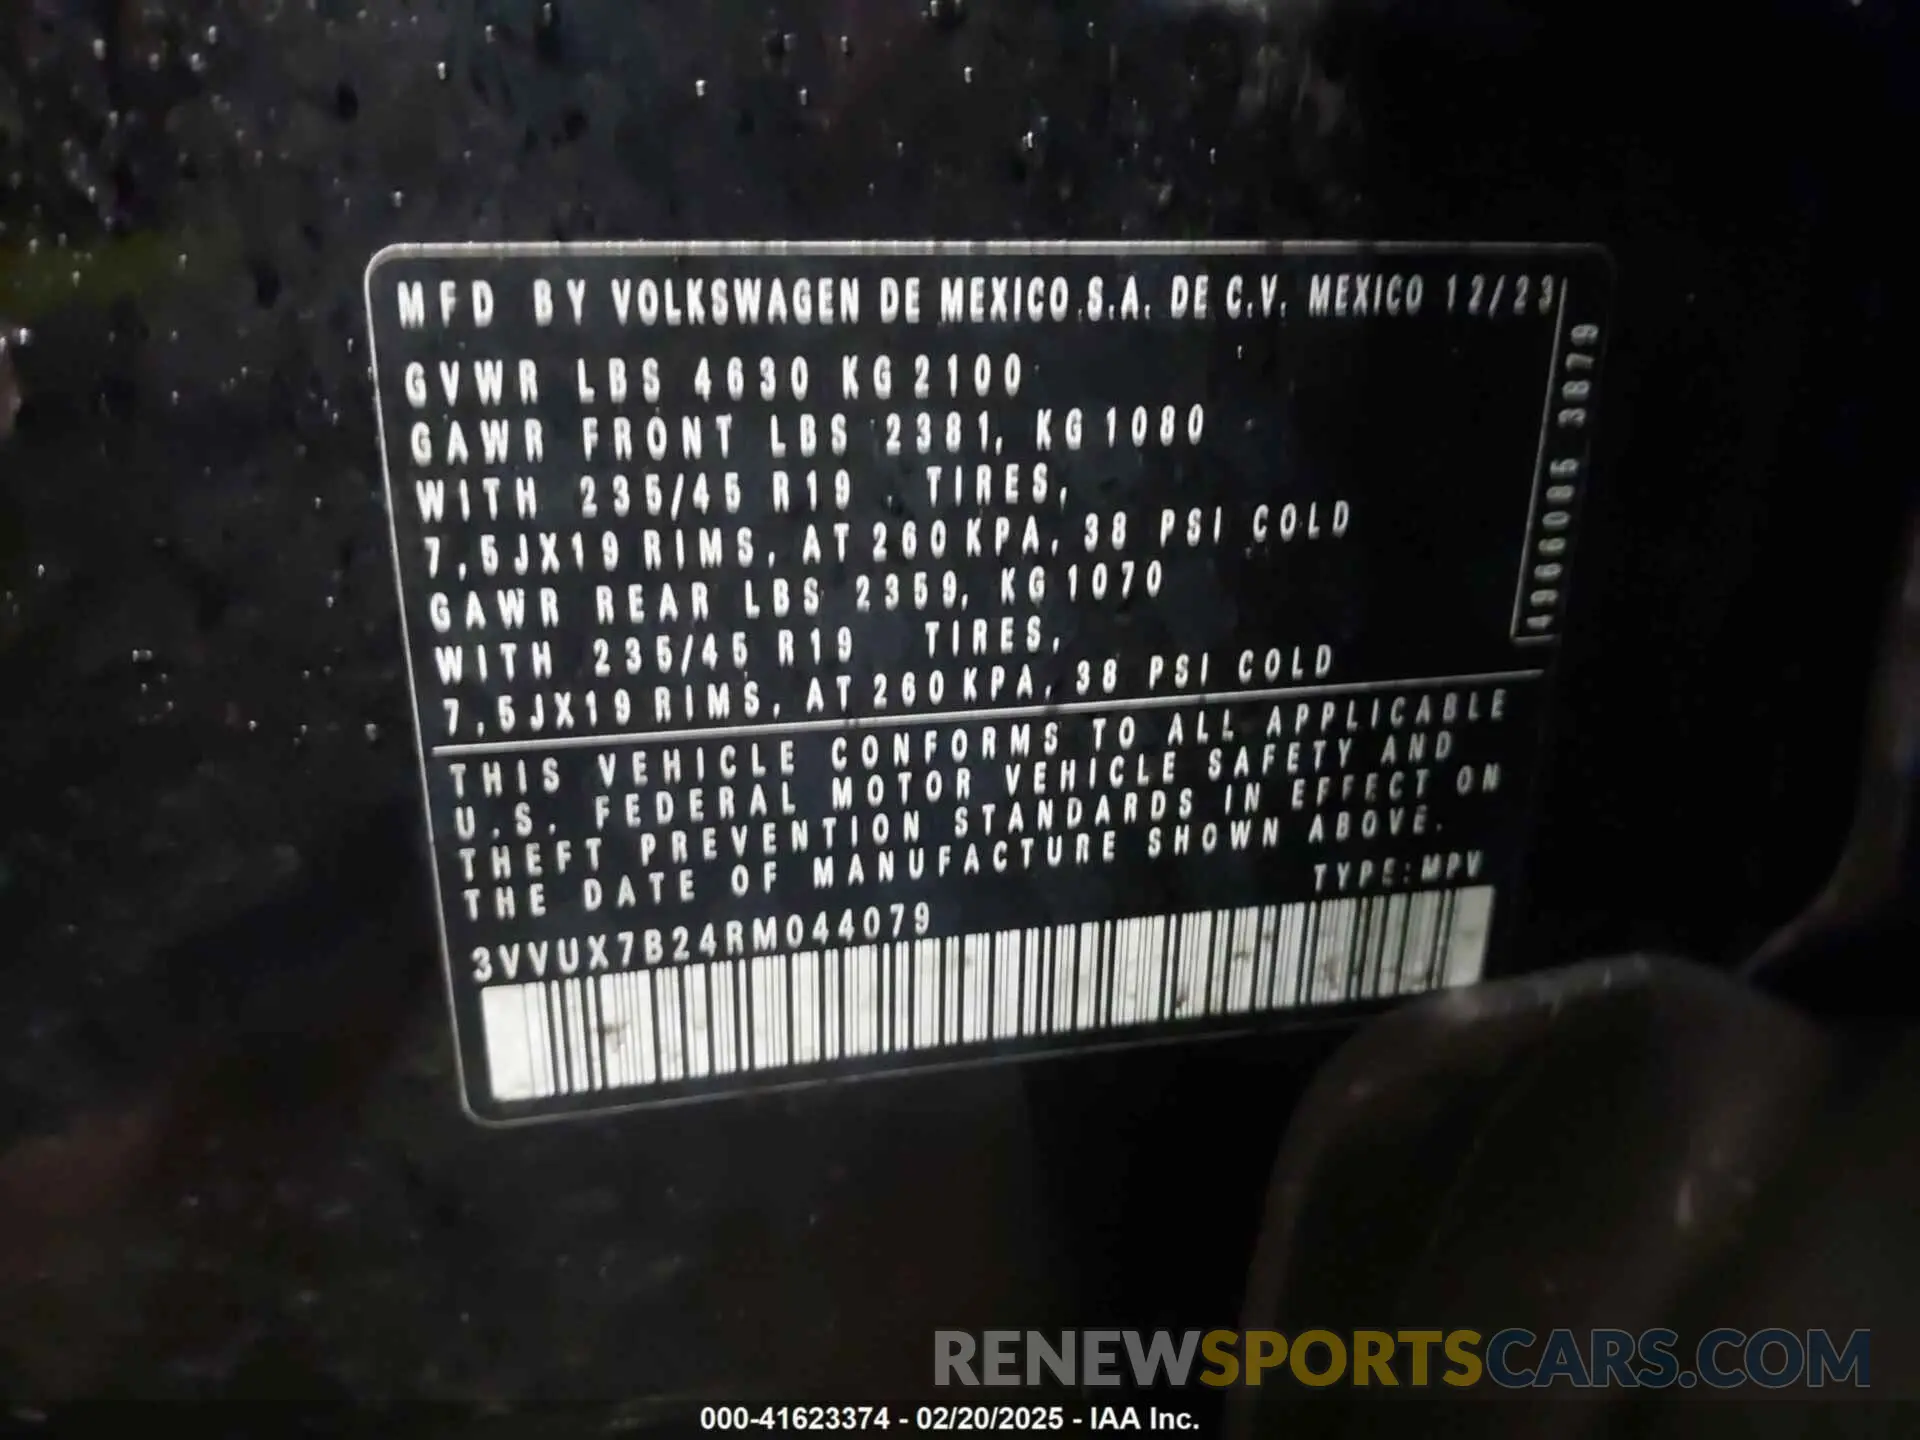 MFD BY VOLKSWAGEN DE MEXICO.S.A. DE C.V. MEXICO 12/23
GVWR LBS 4630 KG 2100
GAWR FRONT LBS 2381, KG 1080
WITH 235/45 R19 . TIRES,
7,5JX19 RIMS, AT 260 KPA, 38 PSI COLD
GAWR REAR LBS 2359, KG 1070
WITH 235/45 R19 TIRES,
7,5JX19 RIMS, AT 260 KPA, 38 PSI COLD
4966085 3879
THIS VEHICLE CONFORMS TO ALL APPLICABLE
U.S. FEDERAL MOTOR VEHICLE SAFETY AND
THEFT PREVENTION STANDARDS IN EFFECT ON
THE DATE OF MANUFACTURE SHOWN ABOVE.
TYPE:MPV
3VVUX7B24RM044079
RENEWSPORTSCARS.COM
000-41623374 - 02/20/2025 - IAA Inc.